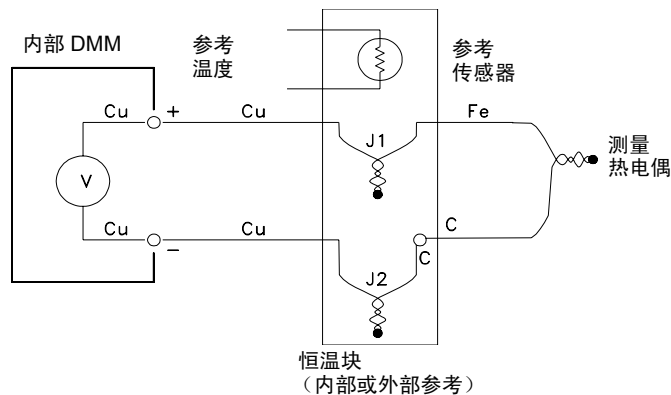 内部 DMM
参考
温度
参考
传感器
Cu
+
Cu
J1
Fe
测量
热电偶
V
Cu
−
Cu
C
C
J2
恒温块
（内部或外部参考）